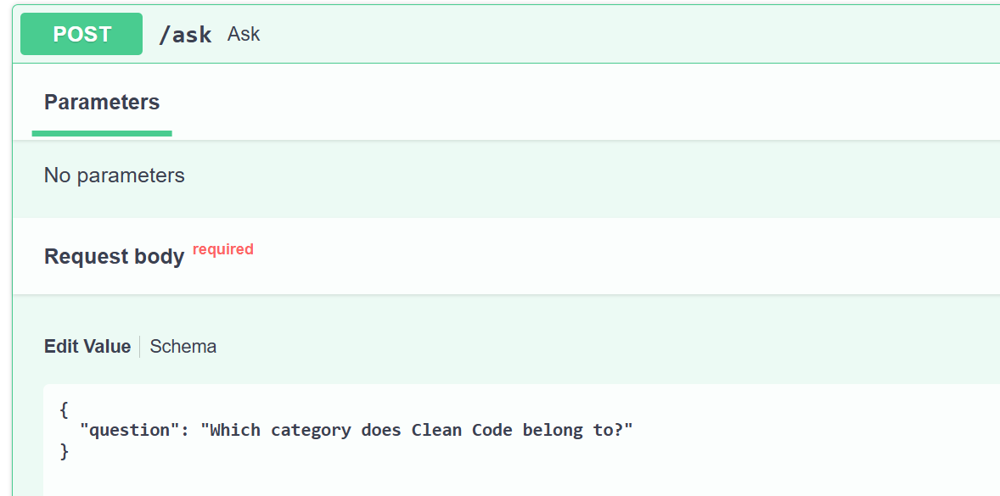 POST /ask Ask
Parameters
No parameters
Request body required
Edit Value Schema
{
  "question": "Which category does Clean Code belong to?"
}